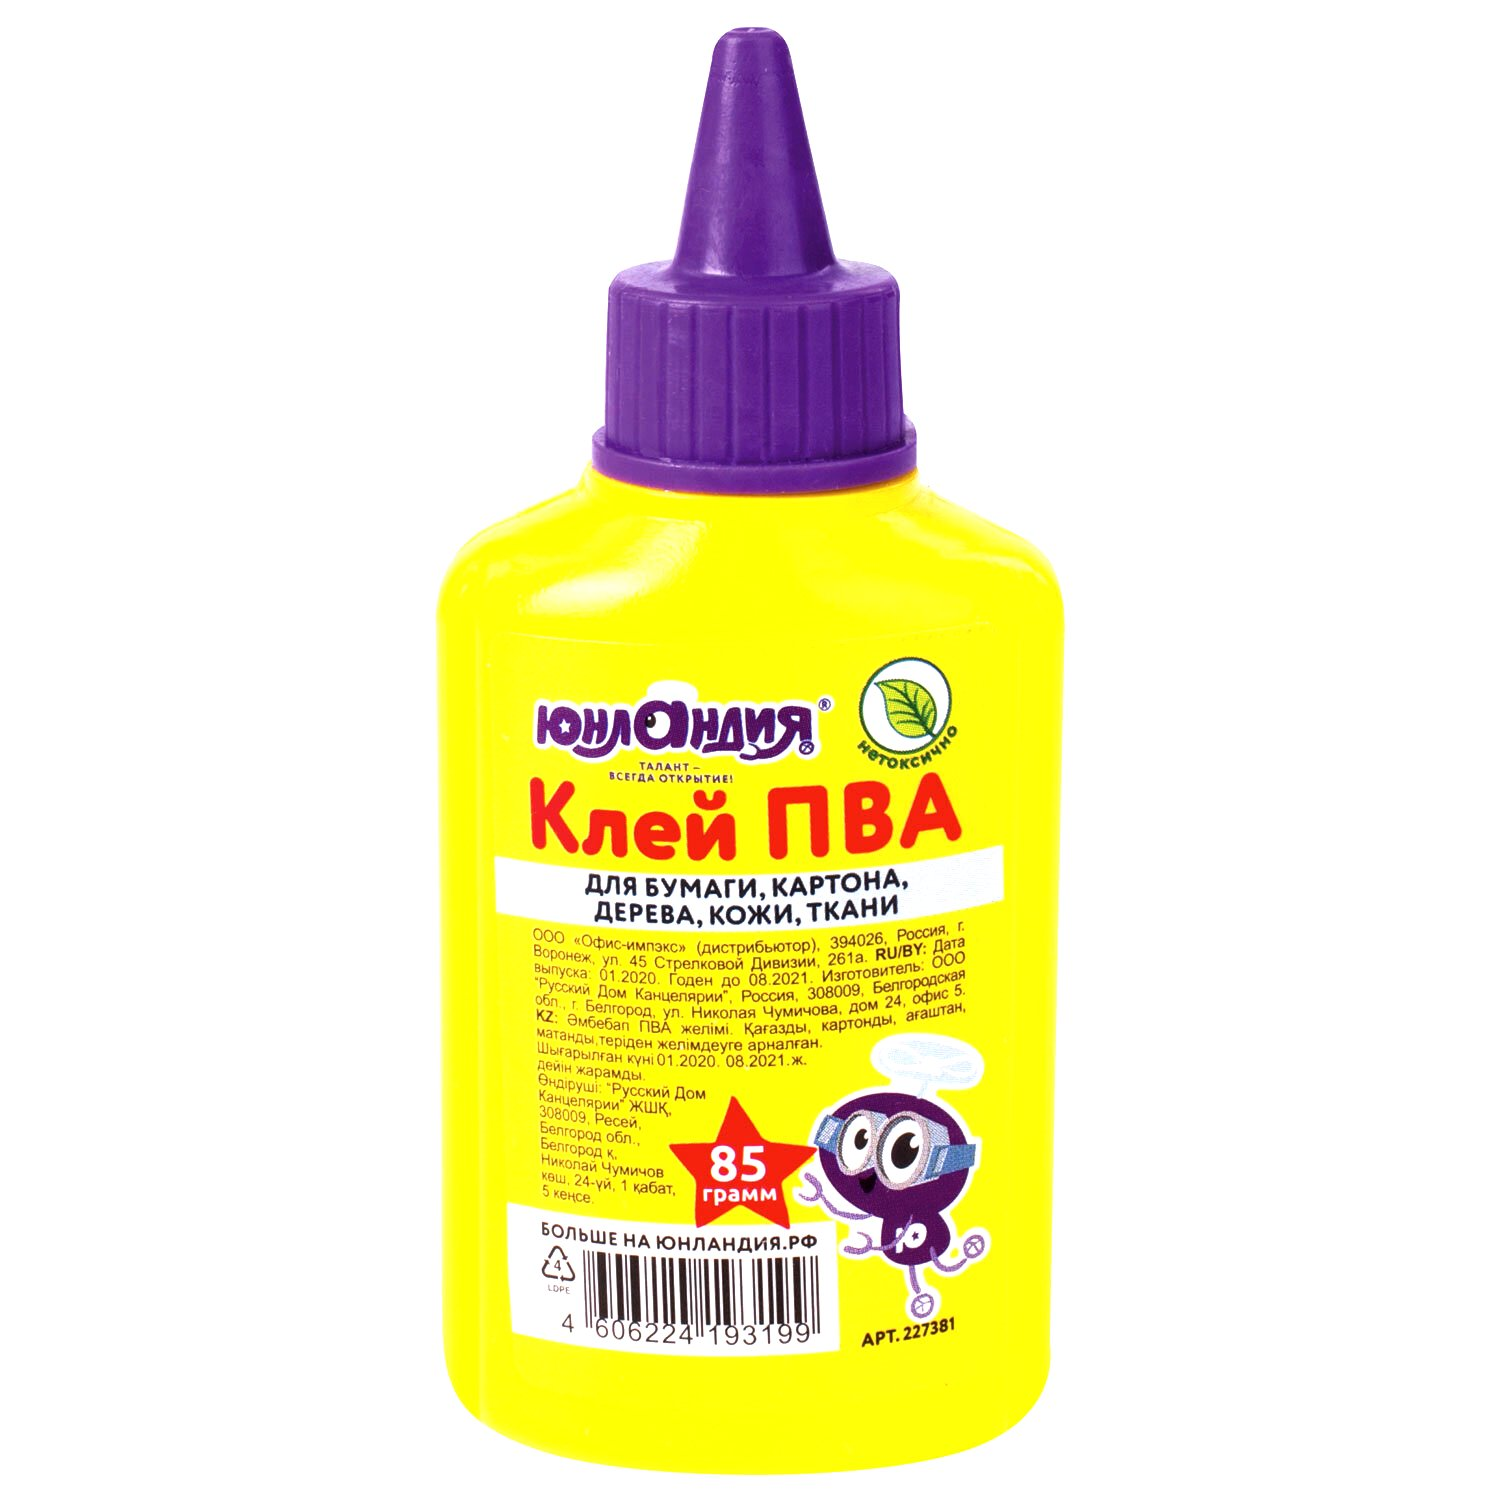 ЮНЛАНДИЯ®
ТАЛАНТ –
ВСЕГДА ОТКРЫТИЕ!
нетоксично
Клей ПВА
ДЛЯ БУМАГИ, КАРТОНА,
ДЕРЕВА, КОЖИ, ТКАНИ
ООО «Офис-импэкс» (дистрибьютор), 394026, Россия, г.
Воронеж, ул. 45 Стрелковой Дивизии, 261а. RU/BY: Дата
выпуска: 01.2020. Годен до 08.2021. Изготовитель: ООО
"Русский Дом Канцелярии", Россия, 308009, Белгородская
обл., г. Белгород, ул. Николая Чумичова, дом 24, офис 5.
KZ: Әмбебап ПВА желімі. Қағазды, картонды, ағаштан,
матанды,теріден желімдеуге арналған.
Шығарылған күні 01.2020. 08.2021.ж.
дейін жарамды.
Өндіруші: "Русский Дом
Канцелярии" ЖШҚ,
308009, Ресей,
Белгород обл.,
Белгород қ,
Николай Чумичов
көш, 24-үй, 1 қабат,
5 кеңсе.
85
грамм
Ю
БОЛЬШЕ НА ЮНЛАНДИЯ.РФ
4
LDPE
4 606224 193199
АРТ. 227381